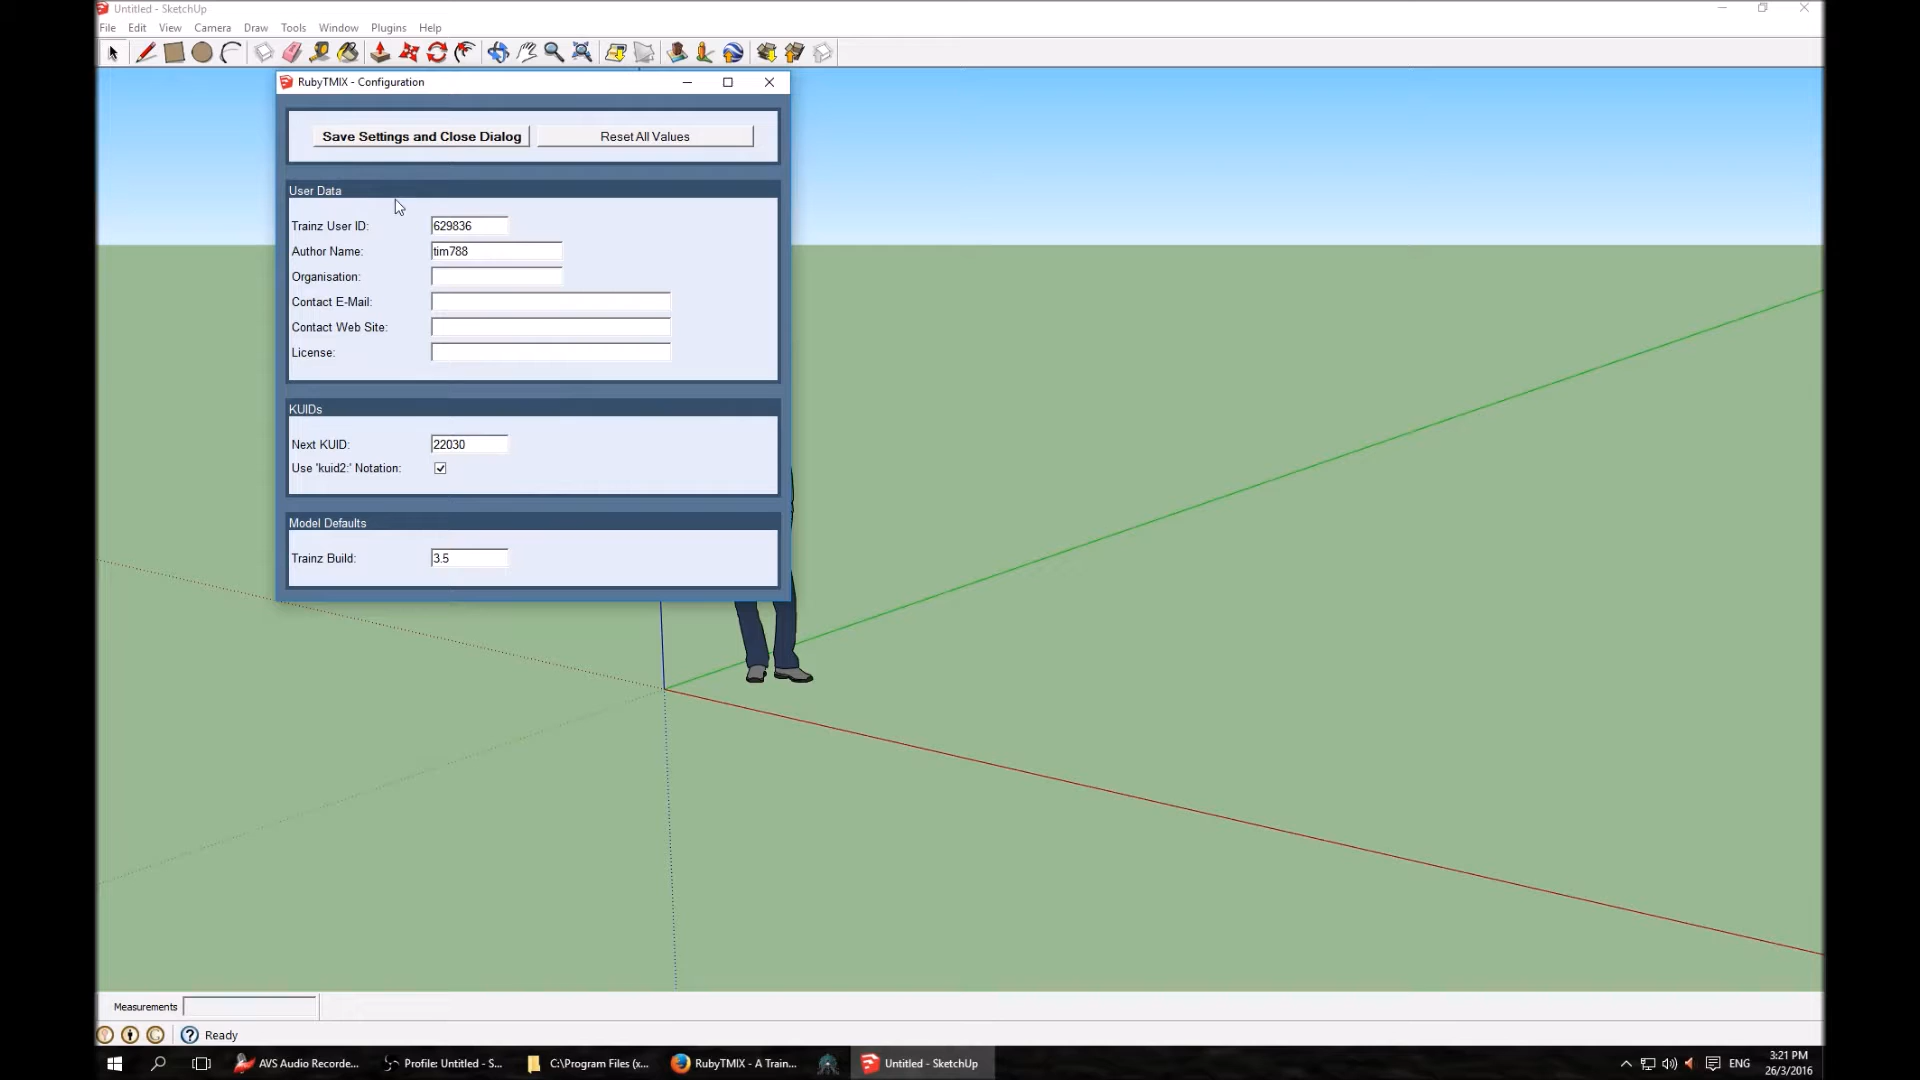 Untitled - SketchUp
File Edit View Camera Draw Tools Window Plugins Help
RubyTMIX - Configuration
Save Settings and Close Dialog Reset All Values
User Data
Trainz User ID: 629836
Author Name: tim788
Organisation:
Contact E-Mail:
Contact Web Site:
License:
KUIDs
Next KUID: 22030
Use 'kuid2:' Notation:
Model Defaults
Trainz Build: 3.5
Measurements
Ready
AVS Audio Recorde... Profile: Untitled - S... C:\Program Files (x... RubyTMIX - A Train... Untitled - SketchUp ENG 3:21 PM
26/3/2016